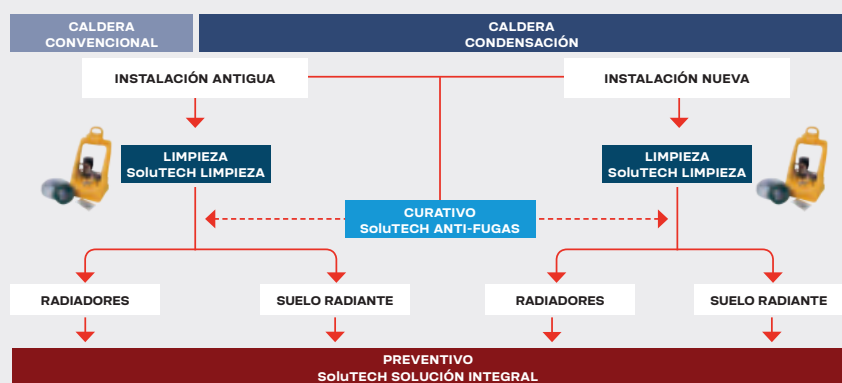 CALDERA
CONVENCIONAL
CALDERA
CONDENSACIÓN
INSTALACIÓN ANTIGUA
INSTALACIÓN NUEVA
LIMPIEZA
SoluTECH LIMPIEZA
LIMPIEZA
SoluTECH LIMPIEZA
CURATIVO
SoluTECH ANTI-FUGAS
RADIADORES
SUELO RADIANTE
RADIADORES
SUELO RADIANTE
PREVENTIVO
SoluTECH SOLUCIÓN INTEGRAL